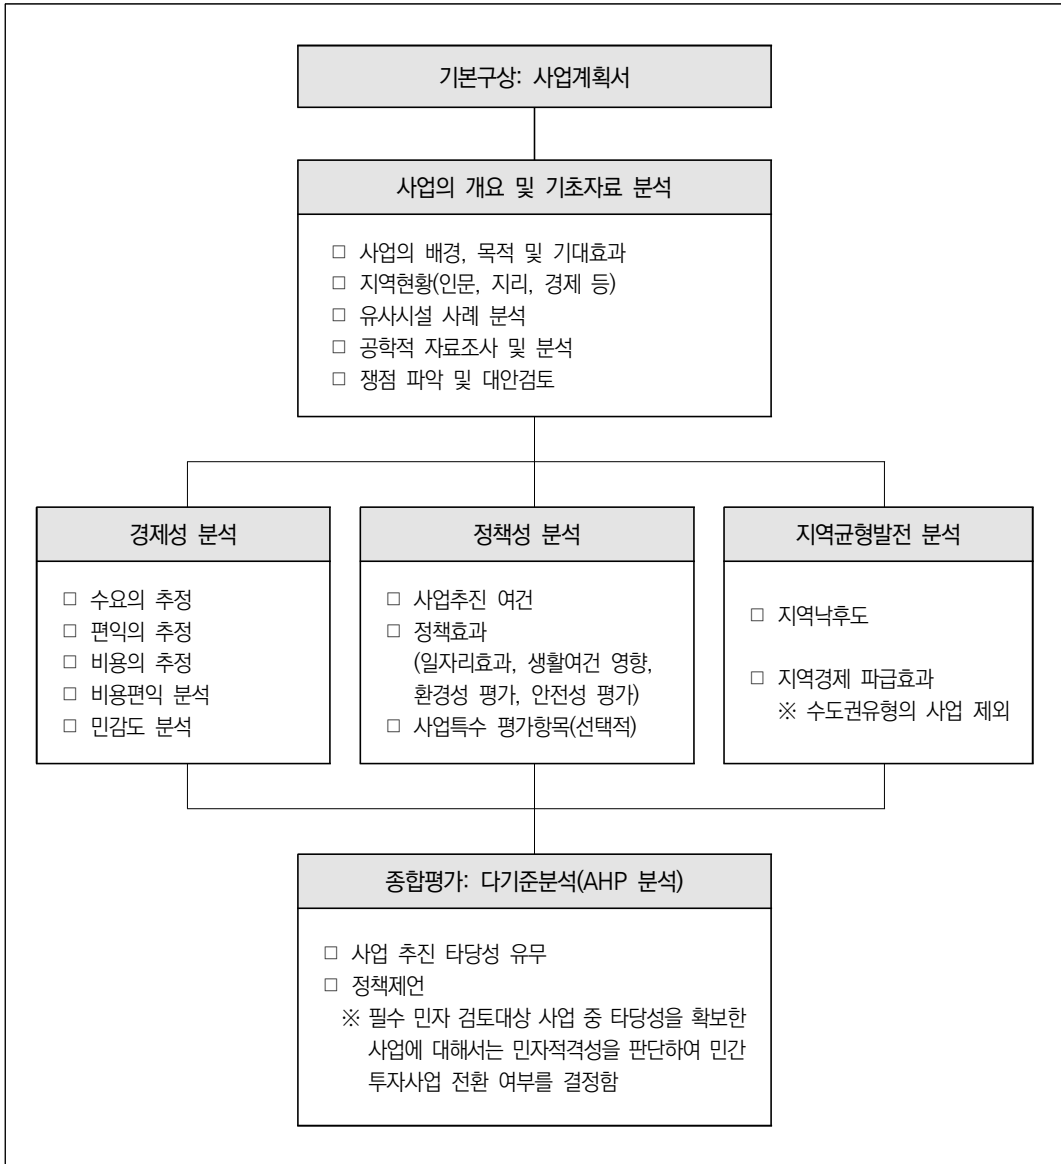 기본구상: 사업계획서
사업의 개요 및 기초자료 분석
□ 사업의 배경, 목적 및 기대효과
□ 지역현황(인문, 지리, 경제 등)
□ 유사시설 사례 분석
□ 공학적 자료조사 및 분석
□ 쟁점 파악 및 대안검토
경제성 분석
□ 수요의 추정
□ 편익의 추정
□ 비용의 추정
□ 비용편익 분석
□ 민감도 분석
정책성 분석
□ 사업추진 여건
□ 정책효과
(일자리효과, 생활여건 영향,
환경성 평가, 안전성 평가)
□ 사업특수 평가항목(선택적)
지역균형발전 분석
□ 지역낙후도
□ 지역경제 파급효과
※ 수도권유형의 사업 제외
종합평가: 다기준분석(AHP 분석)
□ 사업 추진 타당성 유무
□ 정책제언
※ 필수 민자 검토대상 사업 중 타당성을 확보한
사업에 대해서는 민자적격성을 판단하여 민간
투자사업 전환 여부를 결정함